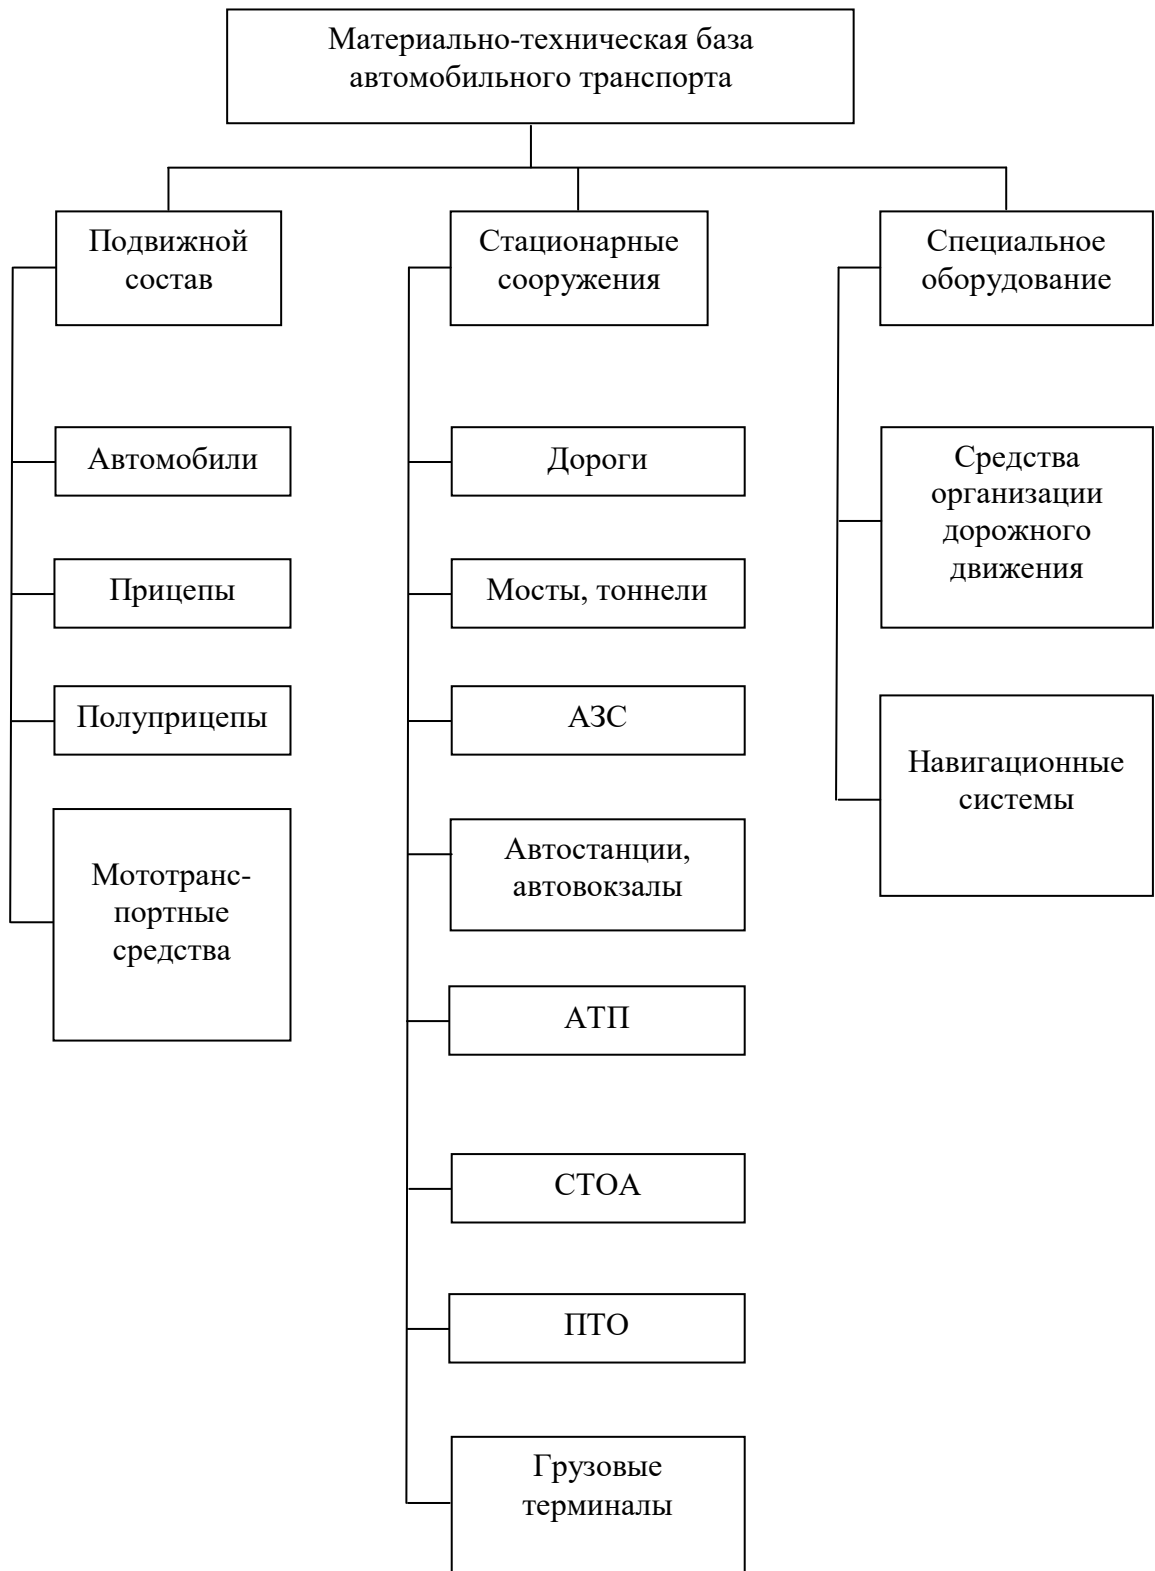 Материально-техническая база
автомобильного транспорта
Подвижной
состав
Стационарные
сооружения
Специальное
оборудование
Автомобили
Прицепы
Полуприцепы
Мототранс-
портные
средства
Дороги
Мосты, тоннели
АЗС
Автостанции,
автовокзалы
АТП
СТОА
ПТО
Грузовые
терминалы
Средства
организации
дорожного
движения
Навигационные
системы